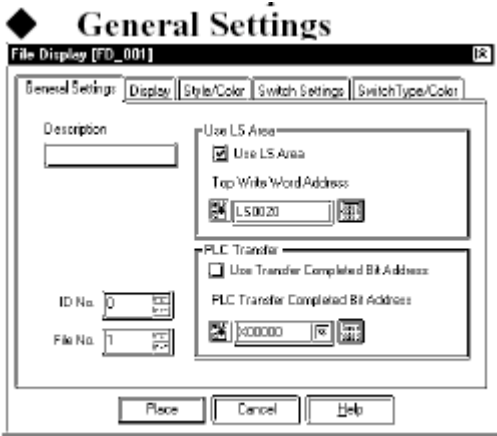 ◆ General Settings
File Display [FD_001]
General Settings Display Style/Color Switch Settings Switch Type/Color
Description
Use LS Area
Use LS Area
Top Write Word Address
LS0020
PLC Transfer
Use Transfer Completed Bit Address
PLC Transfer Completed Bit Address
X00000
ID No. 0
File No. 1
Place Cancel Help